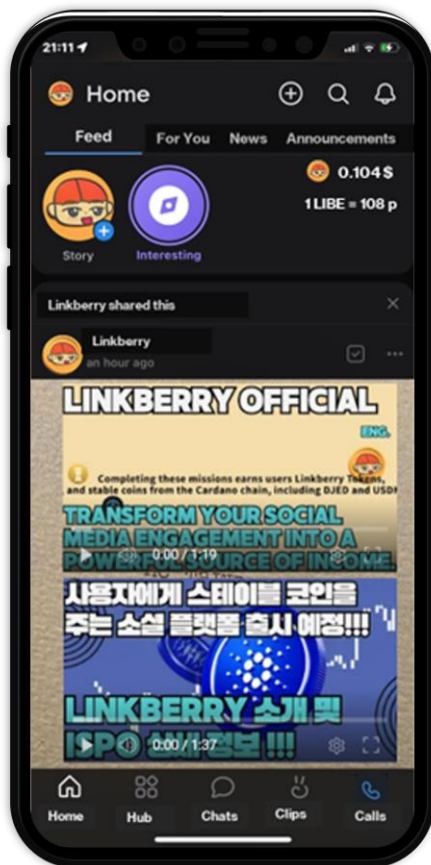 21:11
Home
Feed For You News Announcements
0.104 $
1 LIBE = 108 p
Story Interesting
Linkberry shared this
Linkberry
an hour ago
LINKBERRY OFFICIAL
ENG.
Completing these missions earns users Linkberry Tokens,
and stable coins from the Cardano chain, including DJED and USDM
TRANSFORM YOUR SOCIAL
MEDIA ENGAGEMENT INTO A
POWERFUL SOURCE OF INCOME.
0:00 / 1:19
사용자에게 스테이블 코인을
주는 소셜 플랫폼 출시 예정!!!
LINKBERRY 소개 및
ISPO 상세 정보 !!!
0:00 / 1:37
Home Hub Chats Clips Calls